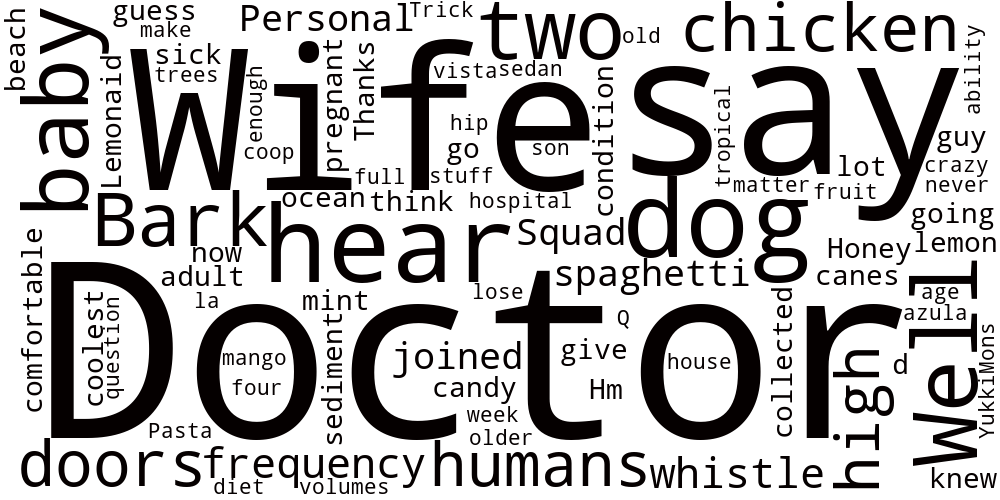 guess
Personal
Trick
two
old
chicken
make
beach
baby
sick
trees
Lemonaid
Wife
enough
coop
pregnant
Thanks
vista
sedan
say
ability
hip
go
son
condition
tropical
guy
lot
crazy
full
stuff
matter
fruit
never
Bark
ocean
think
hospital
dog
going
hear
Squad
Honey
lemon
now
adult
spaghetti
canes
Well
comfortable
la
mint
lose
age
Doctor
Q
azula
coolest
question
mango
four
sediment
joined
give
house
collected
d
candy
Hm
high
YukkiMons
week
Pasta
older
doors
frequency
humans
whistle
knew
diet
volumes